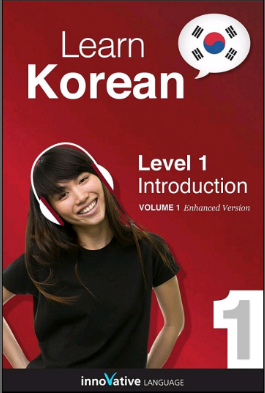 Learn
Korean
Level 1
Introduction
VOLUME 1 Enhanced Version
1
innoVative LANGUAGE